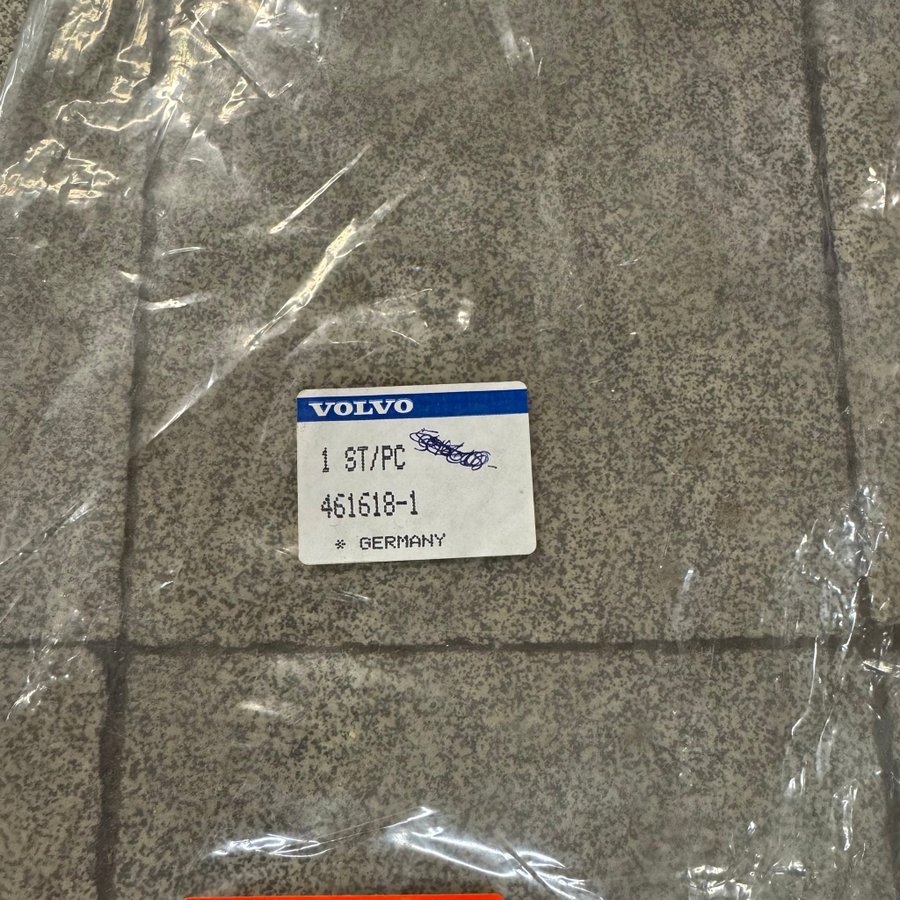 VOLVO
1 ST/PC
461618-1
* GERMANY